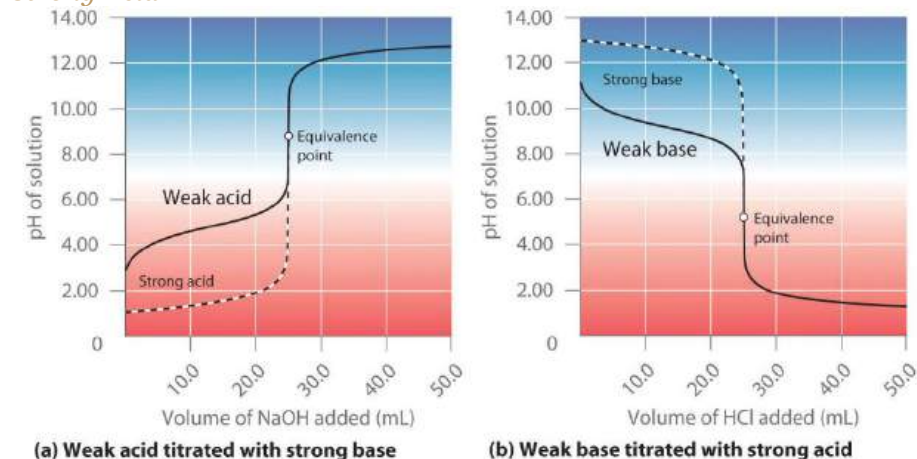 14.00
12.00
10.00
8.00
6.00
4.00
2.00
0
pH of solution
Equivalence
point
Weak acid
Strong acid
10.0
20.0
30.0
40.0
50.0
Volume of NaOH added (mL)
(a) Weak acid titrated with strong base
14.00
12.00
10.00
8.00
6.00
4.00
2.00
0
pH of solution
Strong base
Weak base
Equivalence
point
10.0
20.0
30.0
40.0
50.0
Volume of HCl added (mL)
(b) Weak base titrated with strong acid